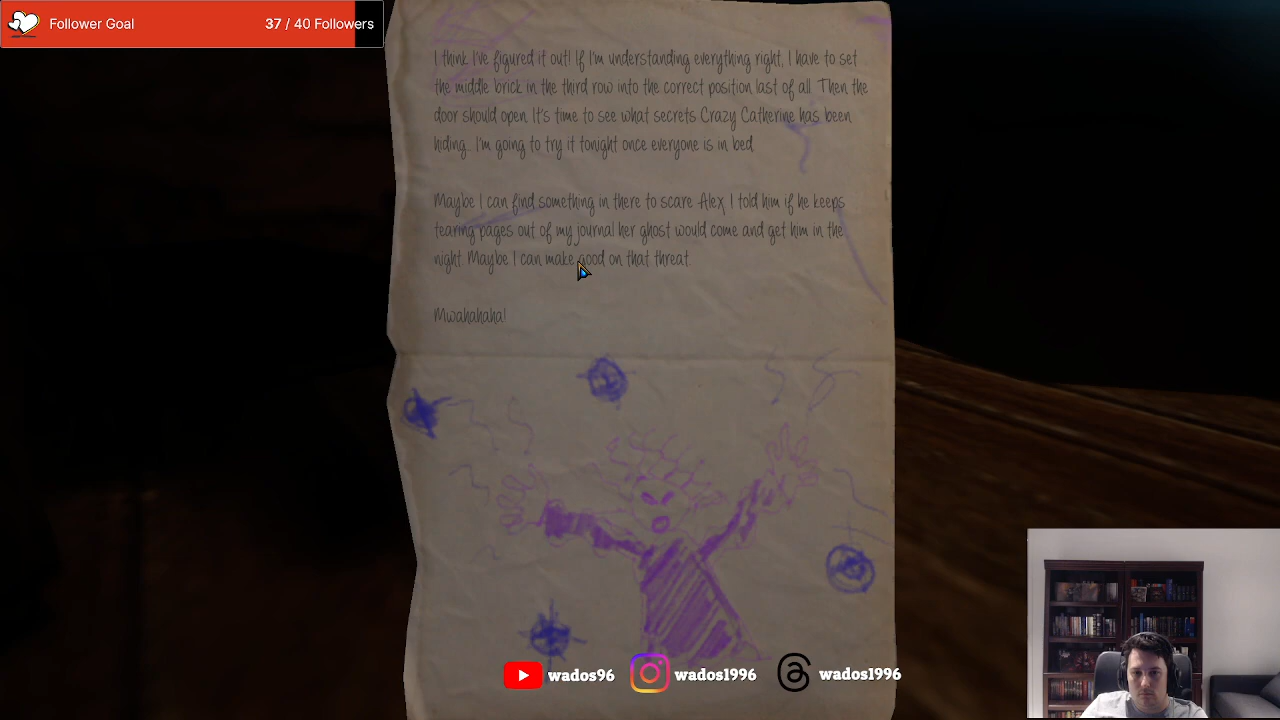 Follower Goal
37 / 40 Followers
I think I've figured it out! If I'm understanding everything right, I have to set
the middle brick in the third row into the correct position last of all. Then the
door should open. It's time to see what secrets Crazy Catherine has been
hiding... I'm going to try it tonight once everyone is in bed.
Maybe I can find something in there to scare Alex. I told him if he keeps
tearing pages out of my journal her ghost would come and get him in the
night. Maybe I can make good on that threat.
Mwahahaha!
wados96
wados1996
wados1996